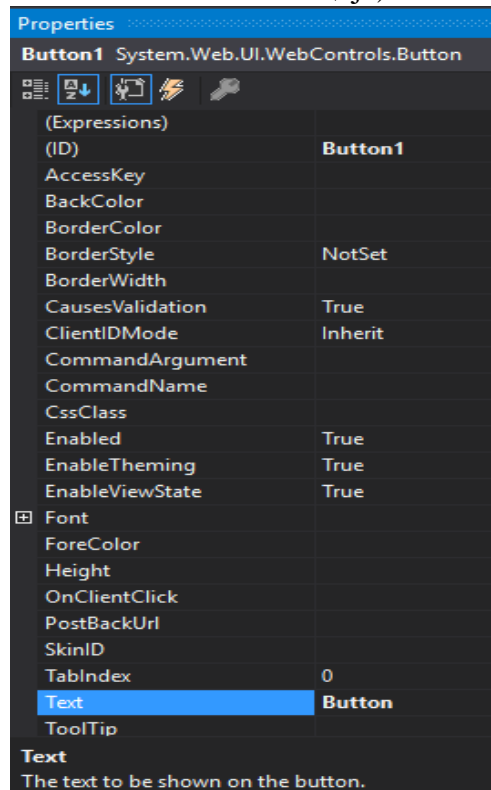 Properties
Button1 System.Web.UI.WebControls.Button
(Expressions)
(ID) Button1
AccessKey
BackColor
BorderColor
BorderStyle NotSet
BorderWidth
CausesValidation True
ClientIDMode Inherit
CommandArgument
CommandName
CssClass
Enabled True
EnableTheming True
EnableViewState True
Font
ForeColor
Height
OnClientClick
PostBackUrl
SkinID
TabIndex 0
Text Button
ToolTip
Text
The text to be shown on the button.